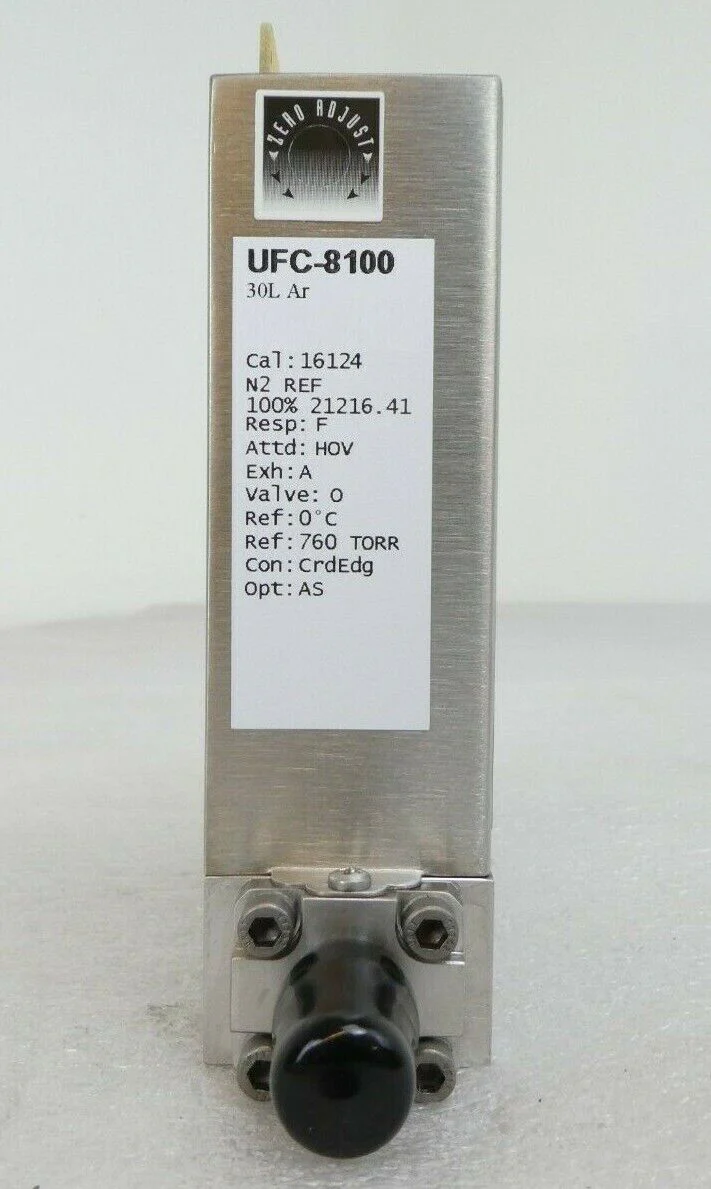 ZERO ADJUST
UFC-8100
30L Ar
Cal:16124
N2 REF
100% 21216.41
Resp: F
Attd: HOV
Exh: A
Valve: O
Ref:0°C
Ref:760 TORR
Con:CrdEdg
Opt:AS